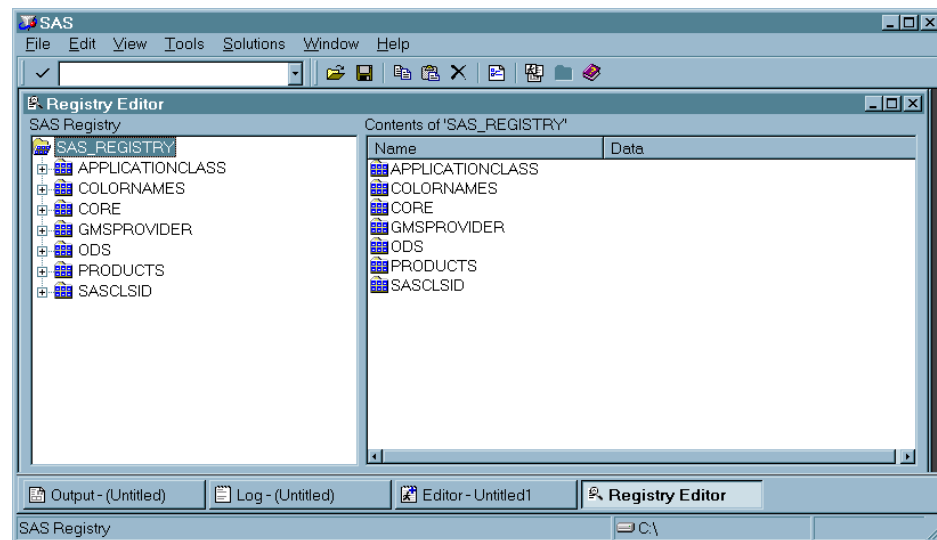 SAS
File Edit View Tools Solutions Window Help
Registry Editor
SAS Registry
Contents of 'SAS_REGISTRY'
SAS_REGISTRY
APPLICATIONCLASS
COLORNAMES
CORE
GMSPROVIDER
ODS
PRODUCTS
SASCLSID
Name Data
APPLICATIONCLASS
COLORNAMES
CORE
GMSPROVIDER
ODS
PRODUCTS
SASCLSID
Output - (Untitled) Log - (Untitled) Editor - Untitled1 Registry Editor
SAS Registry C:\